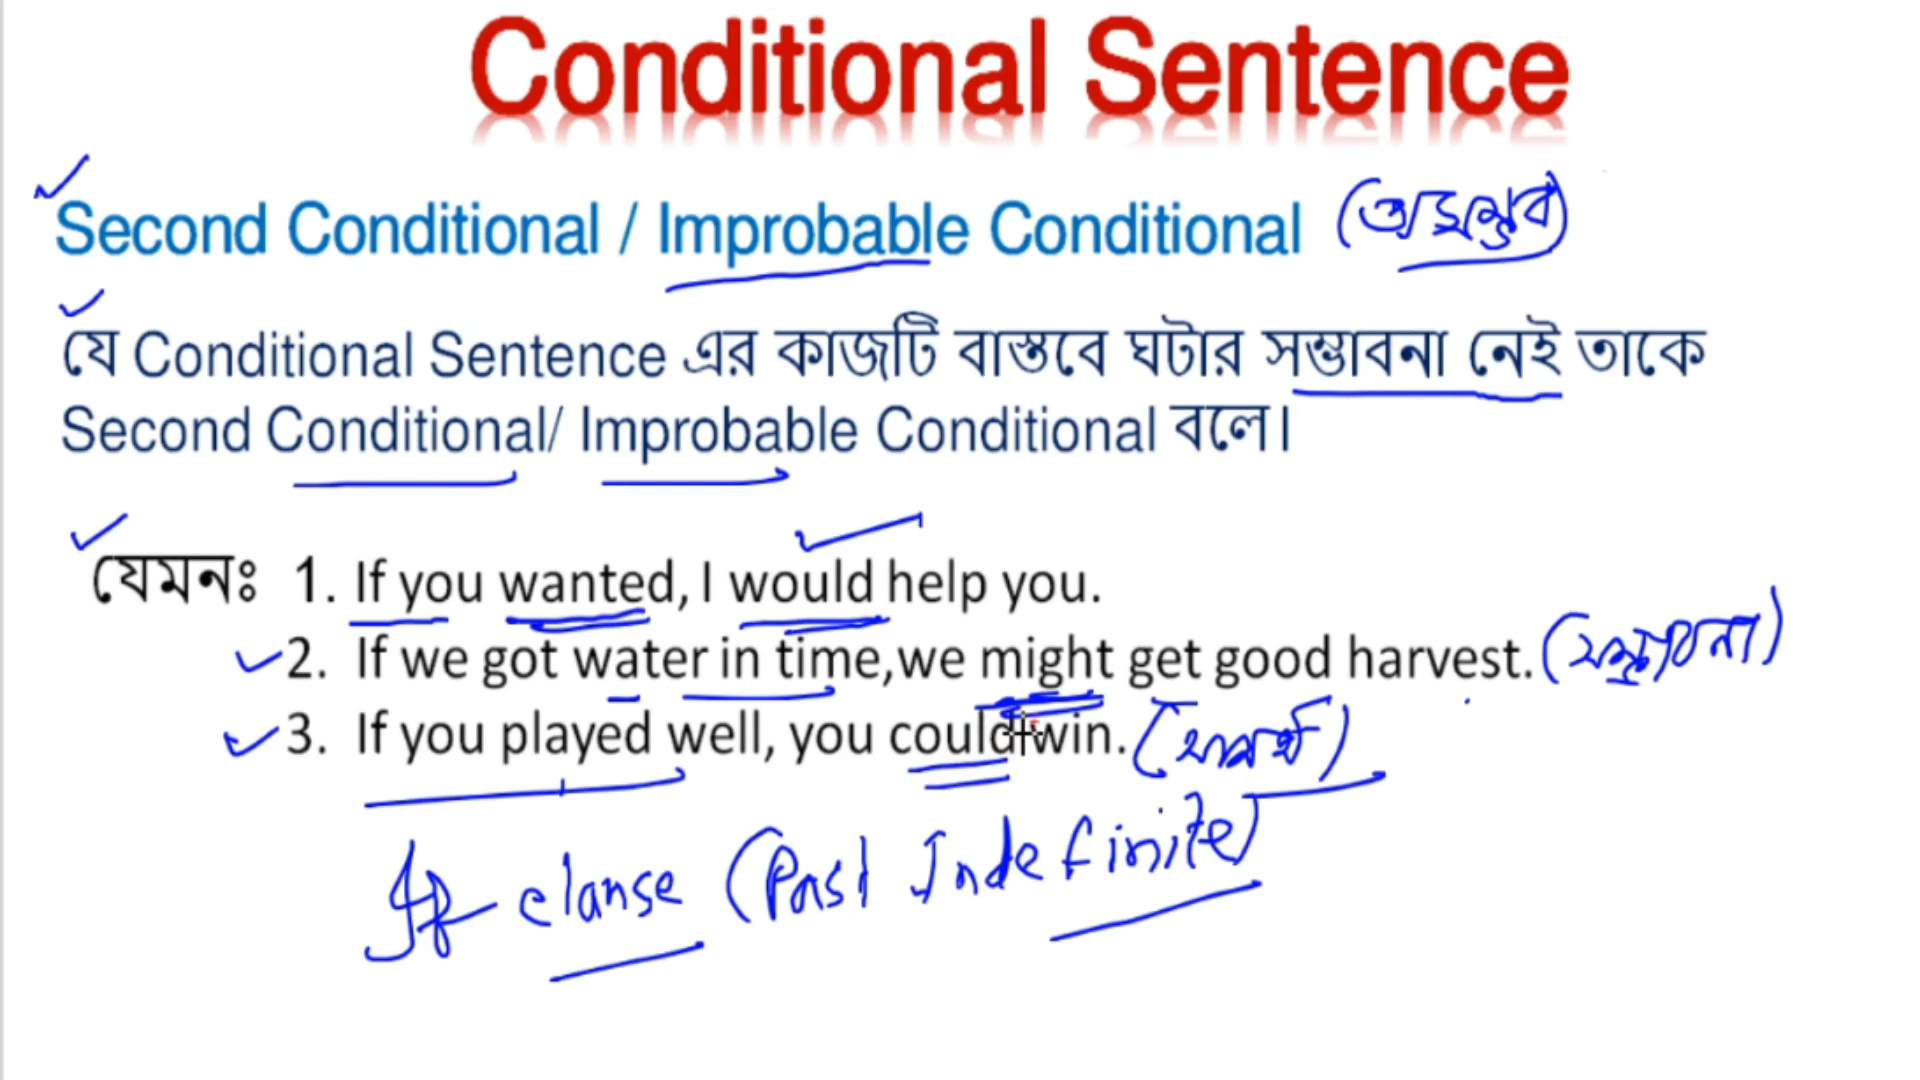 Conditional Sentence
Second Conditional / Improbable Conditional (অসম্ভব)
যে Conditional Sentence এর কাজটি বাস্তবে ঘটার সম্ভাবনা নেই তাকে
Second Conditional/ Improbable Conditional বলে।
যেমনঃ 1. If you wanted, I would help you.
2. If we got water in time,we might get good harvest. (সম্ভাবনা)
3. If you played well, you could win. (সামর্থ্য)
If clause (Past Indefinite)